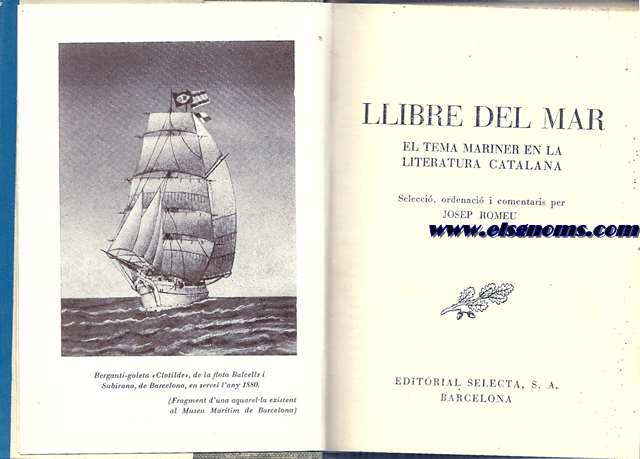 Bergantí-goleta «Clotilde», de la flota Balcells i
Subirana, de Barcelona, en servei l'any 1880.
(Fragment d'una aquarel·la existent
al Museu Marítim de Barcelona)
LLIBRE DEL MAR
EL TEMA MARINER EN LA
LITERATURA CATALANA
Selecció, ordenació i comentaris per
JOSEP ROMEU
www.elsgnoms.com
EDITORIAL SELECTA, S. A.
BARCELONA